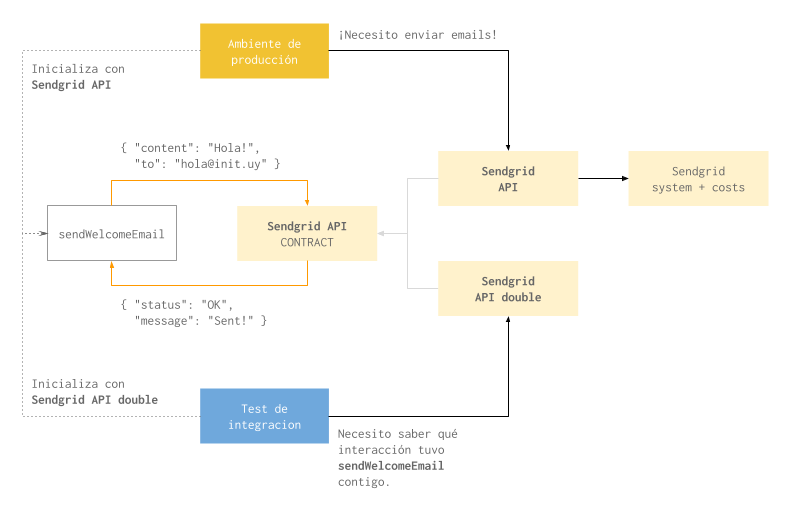 Ambiente de
producción
¡Necesito enviar emails!
Inicializa con
Sendgrid API
{ "content": "Hola!",
"to": "hola@init.uy" }
Sendgrid
API
Sendgrid
system + costs
sendWelcomeEmail
Sendgrid API
CONTRACT
Sendgrid
API double
{ "status": "OK",
"message": "Sent!" }
Inicializa con
Sendgrid API double
Test de
integracion
Necesito saber qué
interacción tuvo
sendWelcomeEmail
contigo.